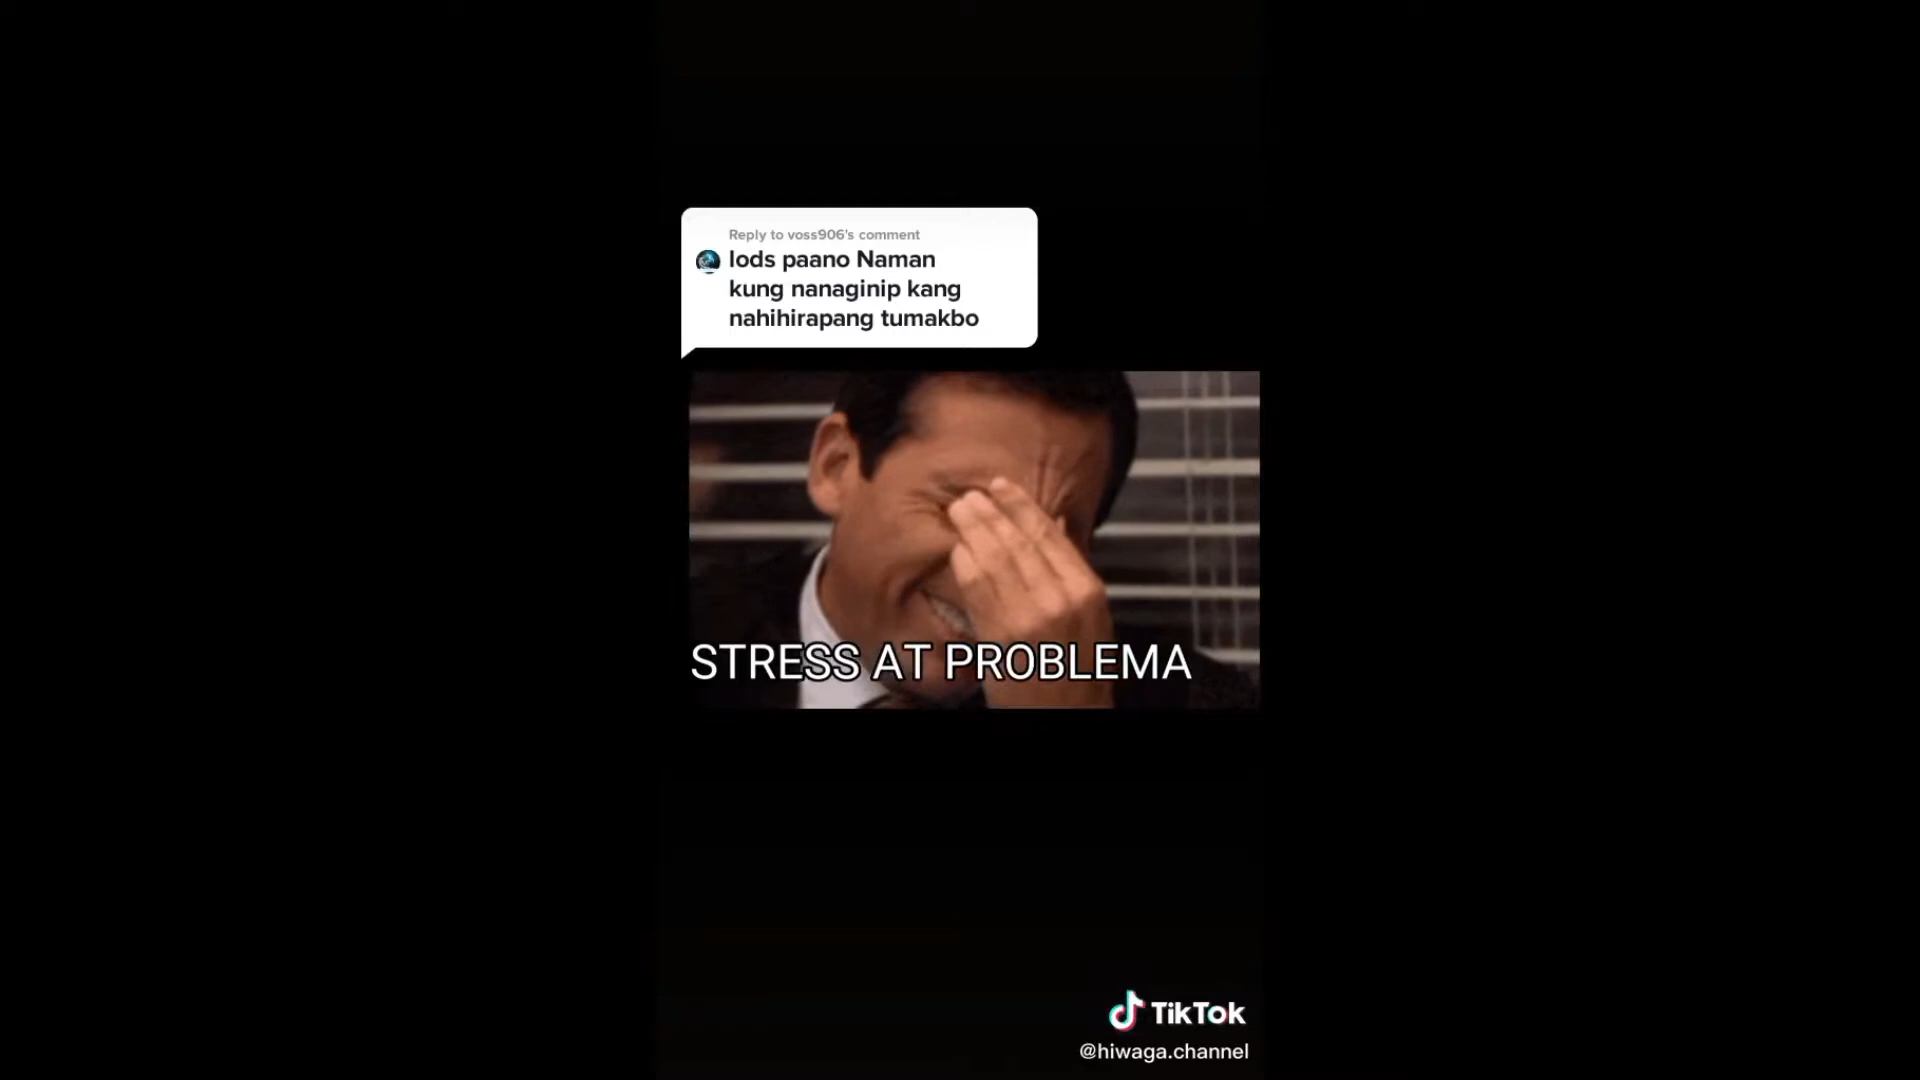 Reply to voss906's comment
lods paano Naman
kung nanaginip kang
nahihirapang tumakbo
STRESS AT PROBLEMA
TikTok
@hiwaga.channel